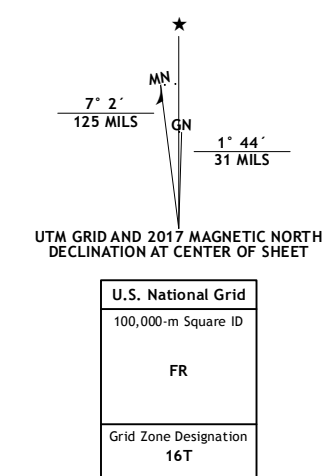 MN
7° 2´
125 MILS
GN
1° 44´
31 MILS
UTM GRID AND 2017 MAGNETIC NORTH
DECLINATION AT CENTER OF SHEET
U.S. National Grid
100,000-m Square ID
FR
Grid Zone Designation
16T